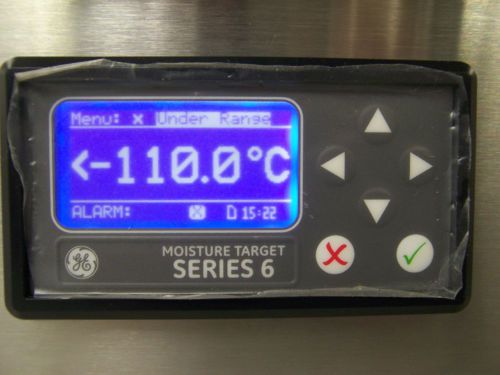 Menu: x Under Range
<-110.0°C
ALARM: x D 15:22
GE
MOISTURE TARGET
SERIES 6